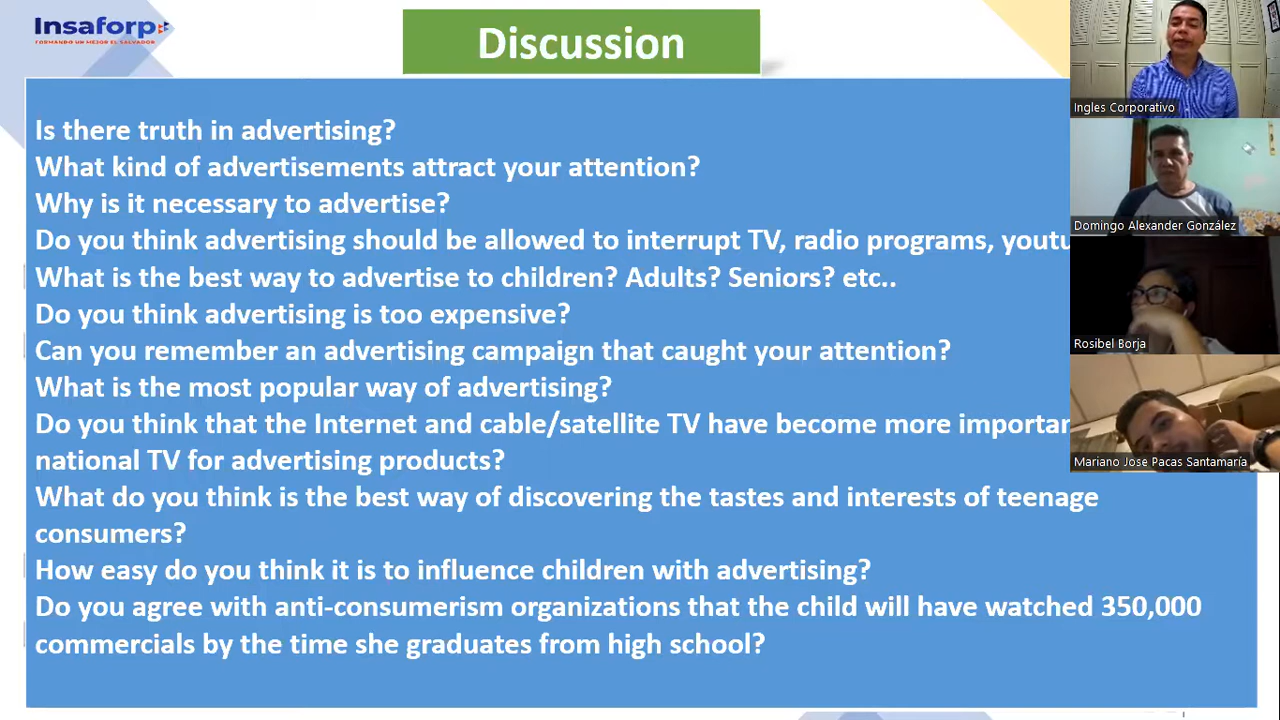 Insaforp
FORMANDO UN MEJOR EL SALVADOR
Discussion
Is there truth in advertising?
What kind of advertisements attract your attention?
Why is it necessary to advertise?
Do you think advertising should be allowed to interrupt TV, radio programs, youtu
What is the best way to advertise to children? Adults? Seniors? etc..
Do you think advertising is too expensive?
Can you remember an advertising campaign that caught your attention?
What is the most popular way of advertising?
Do you think that the Internet and cable/satellite TV have become more importan
national TV for advertising products?
What do you think is the best way of discovering the tastes and interests of teenage
consumers?
How easy do you think it is to influence children with advertising?
Do you agree with anti-consumerism organizations that the child will have watched 350,000
commercials by the time she graduates from high school?
Ingles Corporativo
Domingo Alexander González
Rosibel Borja
Mariano Jose Pacas Santamaría